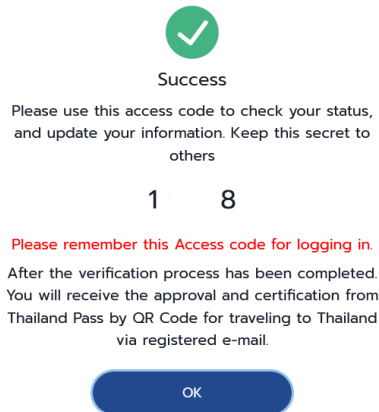 Success
Please use this access code to check your status,
and update your information. Keep this secret to
others
1 8
Please remember this Access code for logging in.
After the verification process has been completed.
You will receive the approval and certification from
Thailand Pass by QR Code for traveling to Thailand
via registered e-mail.
OK